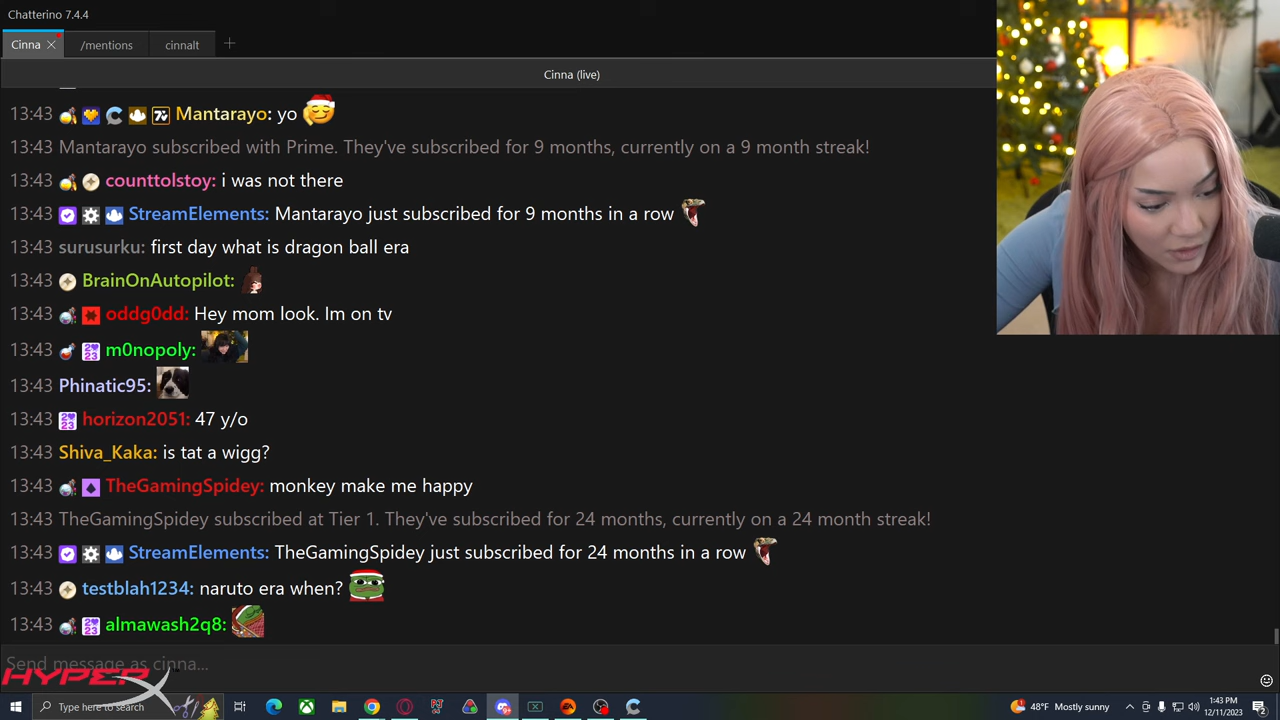 Chatterino 7.4.4
Cinna
/mentions
cinnalt
Cinna (live)
13:43 Mantarayo: yo
13:43 Mantarayo subscribed with Prime. They've subscribed for 9 months, currently on a 9 month streak!
13:43 counttolstoy: i was not there
13:43 StreamElements: Mantarayo just subscribed for 9 months in a row
13:43 surusurku: first day what is dragon ball era
13:43 BrainOnAutopilot:
13:43 oddg0dd: Hey mom look. Im on tv
13:43 m0nopoly:
13:43 Phinatic95:
13:43 horizon2051: 47 y/o
13:43 Shiva_Kaka: is tat a wigg?
13:43 TheGamingSpidey: monkey make me happy
13:43 TheGamingSpidey subscribed at Tier 1. They've subscribed for 24 months, currently on a 24 month streak!
13:43 StreamElements: TheGamingSpidey just subscribed for 24 months in a row
13:43 testblah1234: naruto era when?
13:43 almawash2q8:
Send message as cinna...
HYPERX
Type here to search
48°F Mostly sunny
1:43 PM
12/11/2023